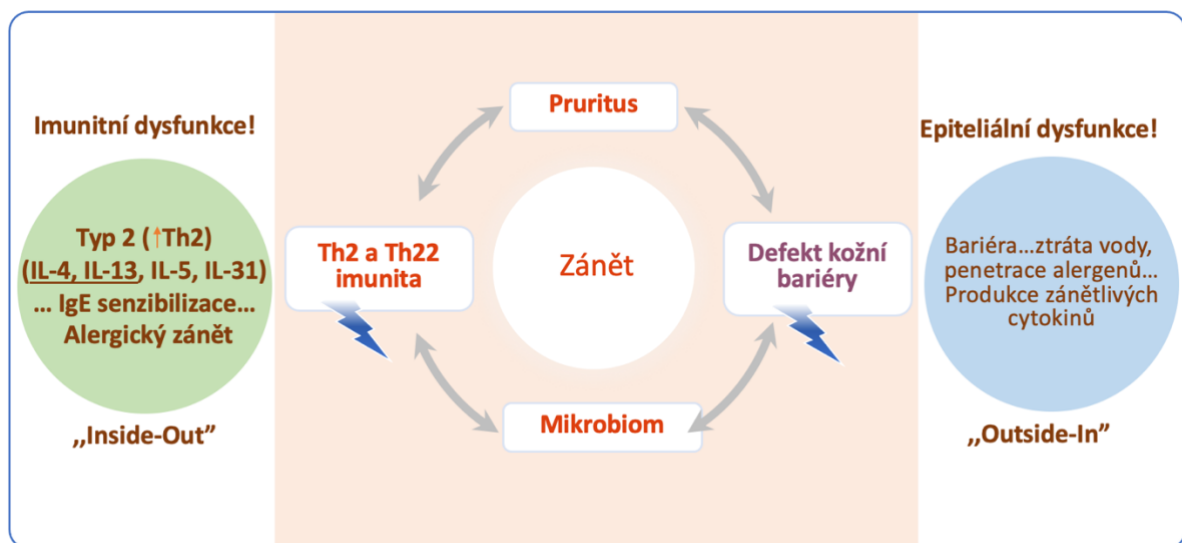 Imunitní dysfunkce!
Typ 2 (↑Th2)
(IL-4, IL-13, IL-5, IL-31)
... IgE senzibilizace...
Alergický zánět
,,Inside-Out”
Pruritus
Th2 a Th22
imunita
Zánět
Defekt kožní
bariéry
Mikrobiom
Epiteliální dysfunkce!
Bariéra...ztráta vody,
penetrace alergenů...
Produkce zánětlivých
cytokinů
,,Outside-In”